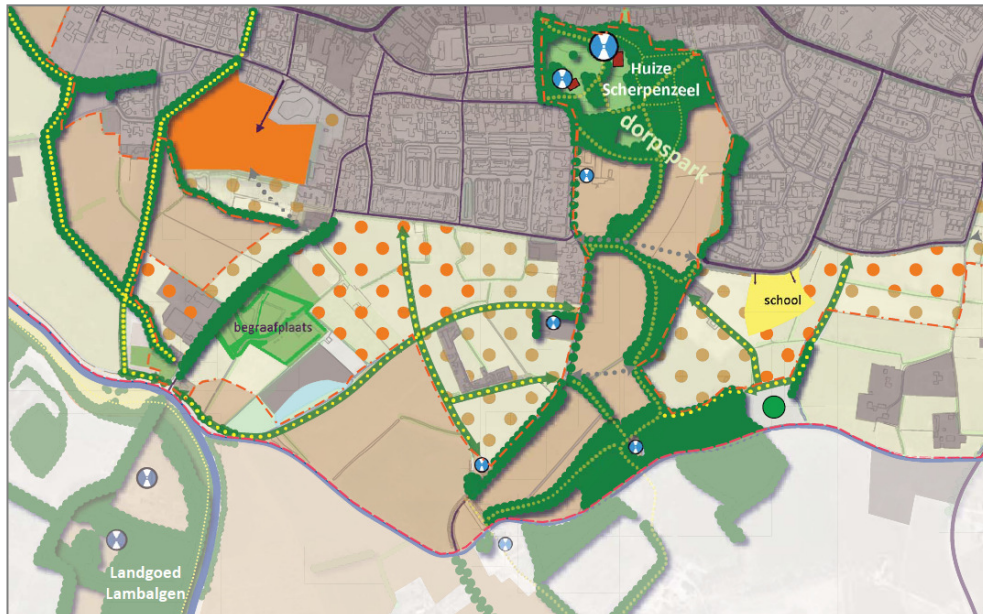 Huize
Scherpenzeel
dorpspark
school
begraafplaats
Landgoed
Lambalgen